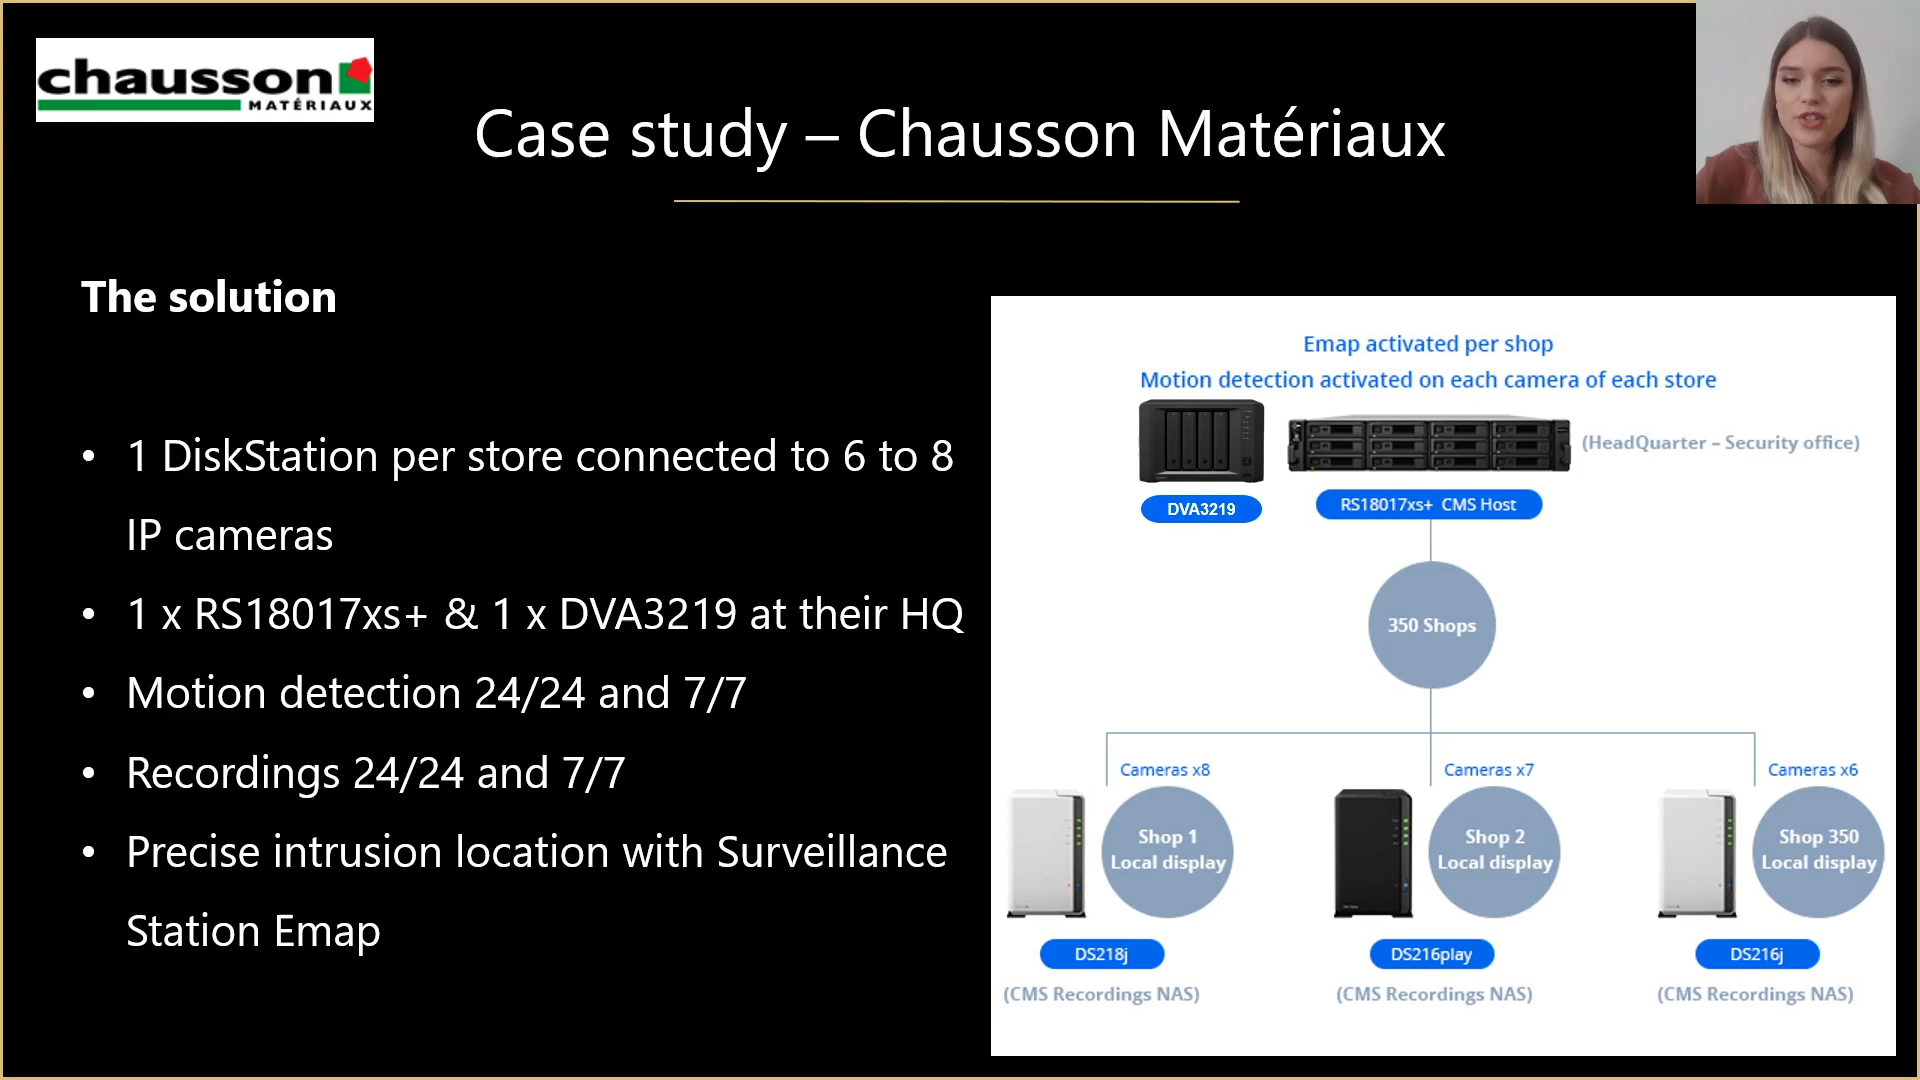 chausson
MATÉRIAUX
Case study – Chausson Matériaux
The solution
• 1 DiskStation per store connected to 6 to 8
IP cameras
• 1 x RS18017xs+ & 1 x DVA3219 at their HQ
• Motion detection 24/24 and 7/7
• Recordings 24/24 and 7/7
• Precise intrusion location with Surveillance
Station Emap
Emap activated per shop
Motion detection activated on each camera of each store
(HeadQuarter – Security office)
DVA3219
RS18017xs+ CMS Host
350 Shops
Cameras x8
Cameras x7
Cameras x6
Shop 1
Local display
Shop 2
Local display
Shop 350
Local display
DS218j
DS216play
DS216j
(CMS Recordings NAS)
(CMS Recordings NAS)
(CMS Recordings NAS)